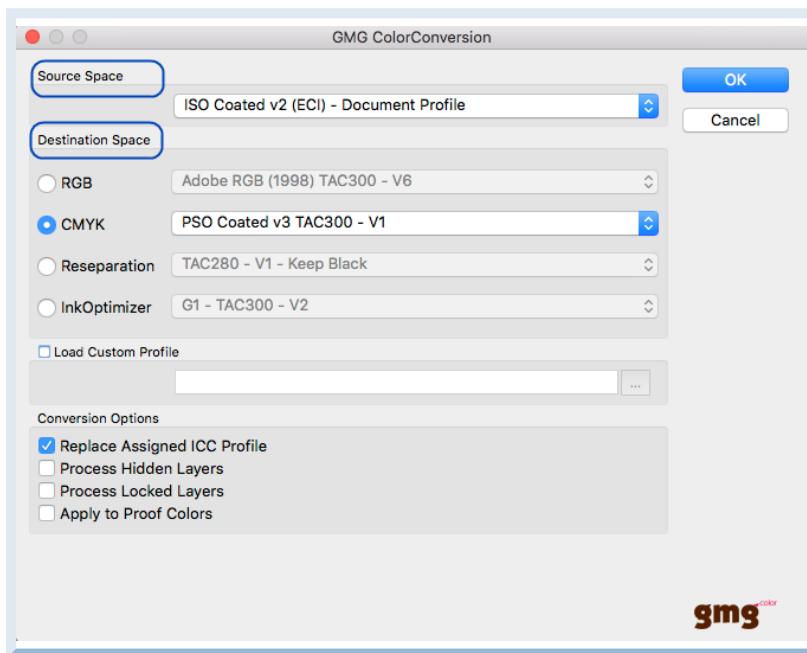 GMG ColorConversion
Source Space
OK
ISO Coated v2 (ECI) - Document Profile
Cancel
Destination Space
RGB
Adobe RGB (1998) TAC300 - V6
CMYK
PSO Coated v3 TAC300 - V1
Reseparation
TAC280 - V1 - Keep Black
InkOptimizer
G1 - TAC300 - V2
Load Custom Profile
...
Conversion Options
Replace Assigned ICC Profile
Process Hidden Layers
Process Locked Layers
Apply to Proof Colors
gmg color